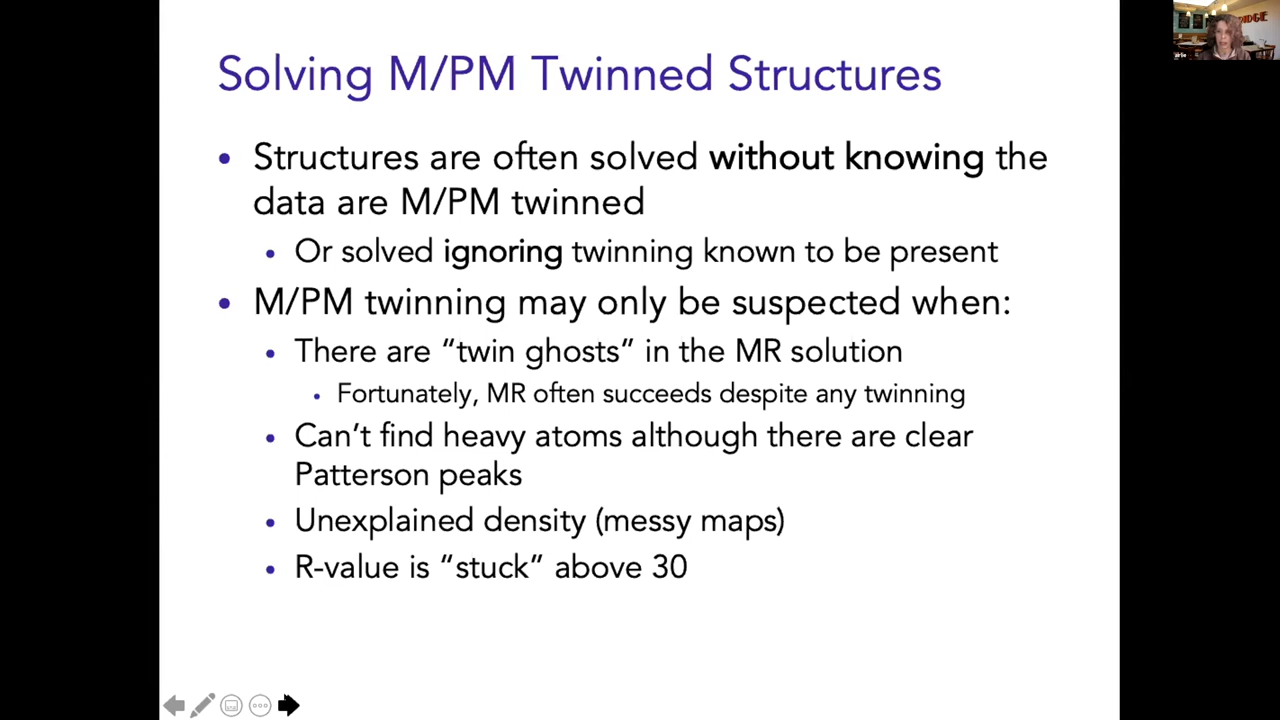 Solving M/PM Twinned Structures
• Structures are often solved without knowing the
data are M/PM twinned
• Or solved ignoring twinning known to be present
• M/PM twinning may only be suspected when:
• There are “twin ghosts” in the MR solution
• Fortunately, MR often succeeds despite any twinning
• Can’t find heavy atoms although there are clear
Patterson peaks
• Unexplained density (messy maps)
• R-value is “stuck” above 30